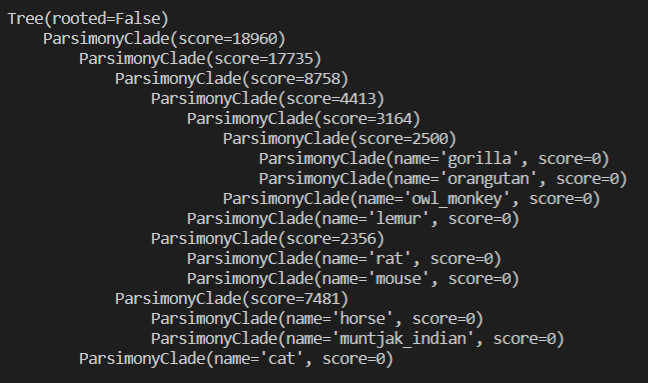 Tree(rooted=False)
    ParsimonyClade(score=18960)
        ParsimonyClade(score=17735)
            ParsimonyClade(score=8758)
                ParsimonyClade(score=4413)
                    ParsimonyClade(score=3164)
                        ParsimonyClade(score=2500)
                            ParsimonyClade(name='gorilla', score=0)
                            ParsimonyClade(name='orangutan', score=0)
                        ParsimonyClade(name='owl_monkey', score=0)
                    ParsimonyClade(name='lemur', score=0)
                ParsimonyClade(score=2356)
                    ParsimonyClade(name='rat', score=0)
                    ParsimonyClade(name='mouse', score=0)
            ParsimonyClade(score=7481)
                ParsimonyClade(name='horse', score=0)
                ParsimonyClade(name='muntjak_indian', score=0)
        ParsimonyClade(name='cat', score=0)